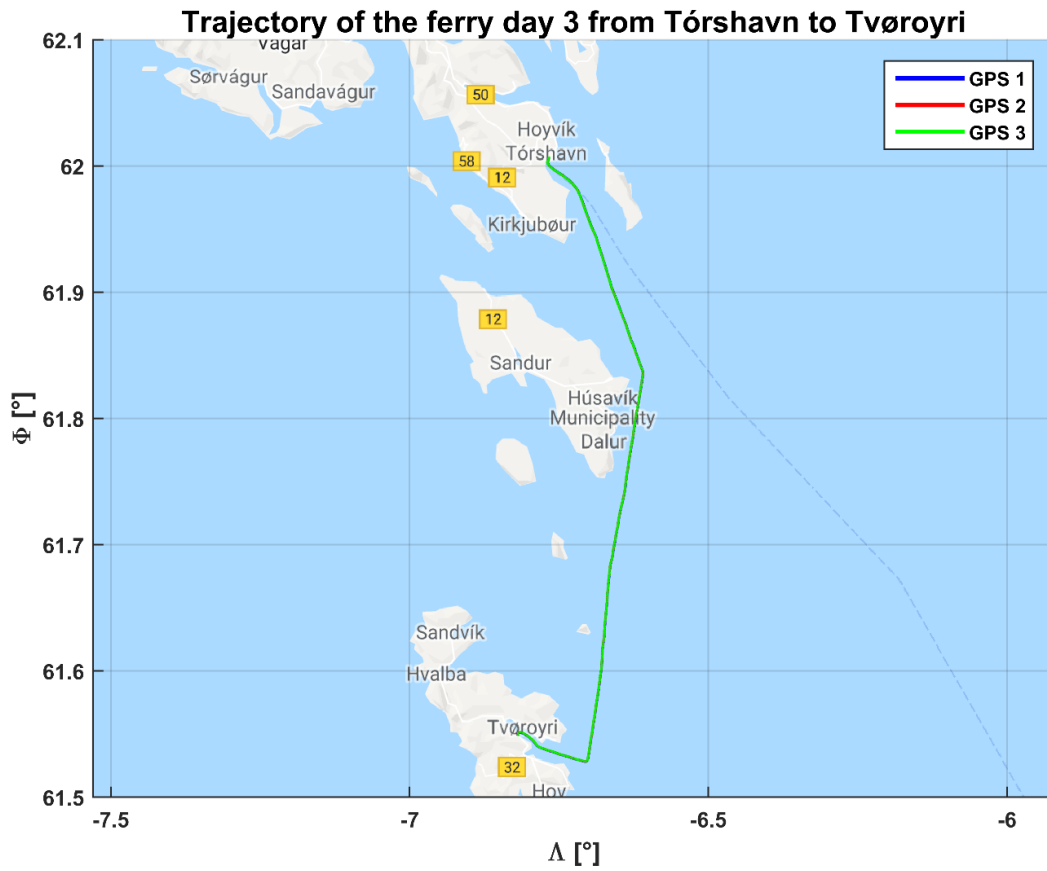 Trajectory of the ferry day 3 from Tórshavn to Tvøroyri
62.1
62
61.9
61.8
61.7
61.6
61.5
Φ [°]
-7.5
-7
-6.5
-6
Λ [°]
GPS 1
GPS 2
GPS 3
Vágar
Sørvágur
Sandavágur
50
Hoyvík
Tórshavn
58
12
Kirkjubøur
12
Sandur
Húsavík
Municipality
Dalur
Sandvík
Hvalba
Tvøroyri
32
Hov